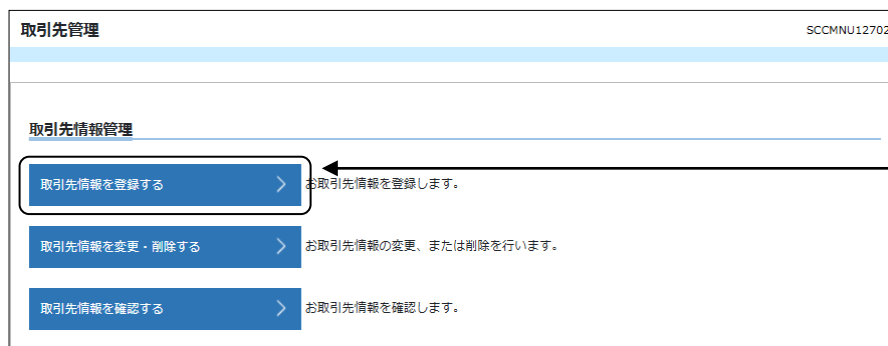 取引先管理
SCCMNU12702
取引先情報管理
取引先情報を登録する
お取引先情報を登録します。
取引先情報を変更・削除する
お取引先情報の変更、または削除を行います。
取引先情報を確認する
お取引先情報を確認します。